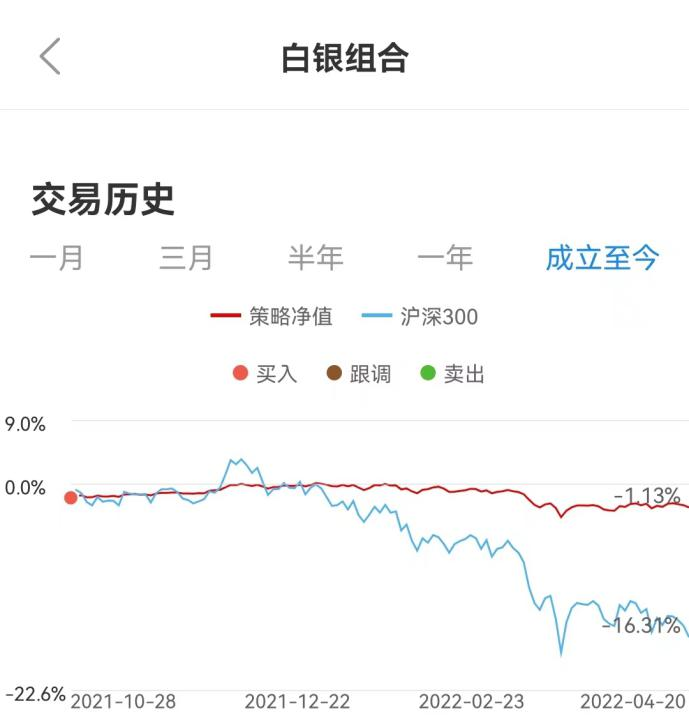 白银组合
交易历史
一月 三月 半年 一年 成立至今
策略净值 沪深300
买入 跟调 卖出
9.0%
0.0%
-1.13%
-16.31%
-22.6%
2021-10-28 2021-12-22 2022-02-23 2022-04-20